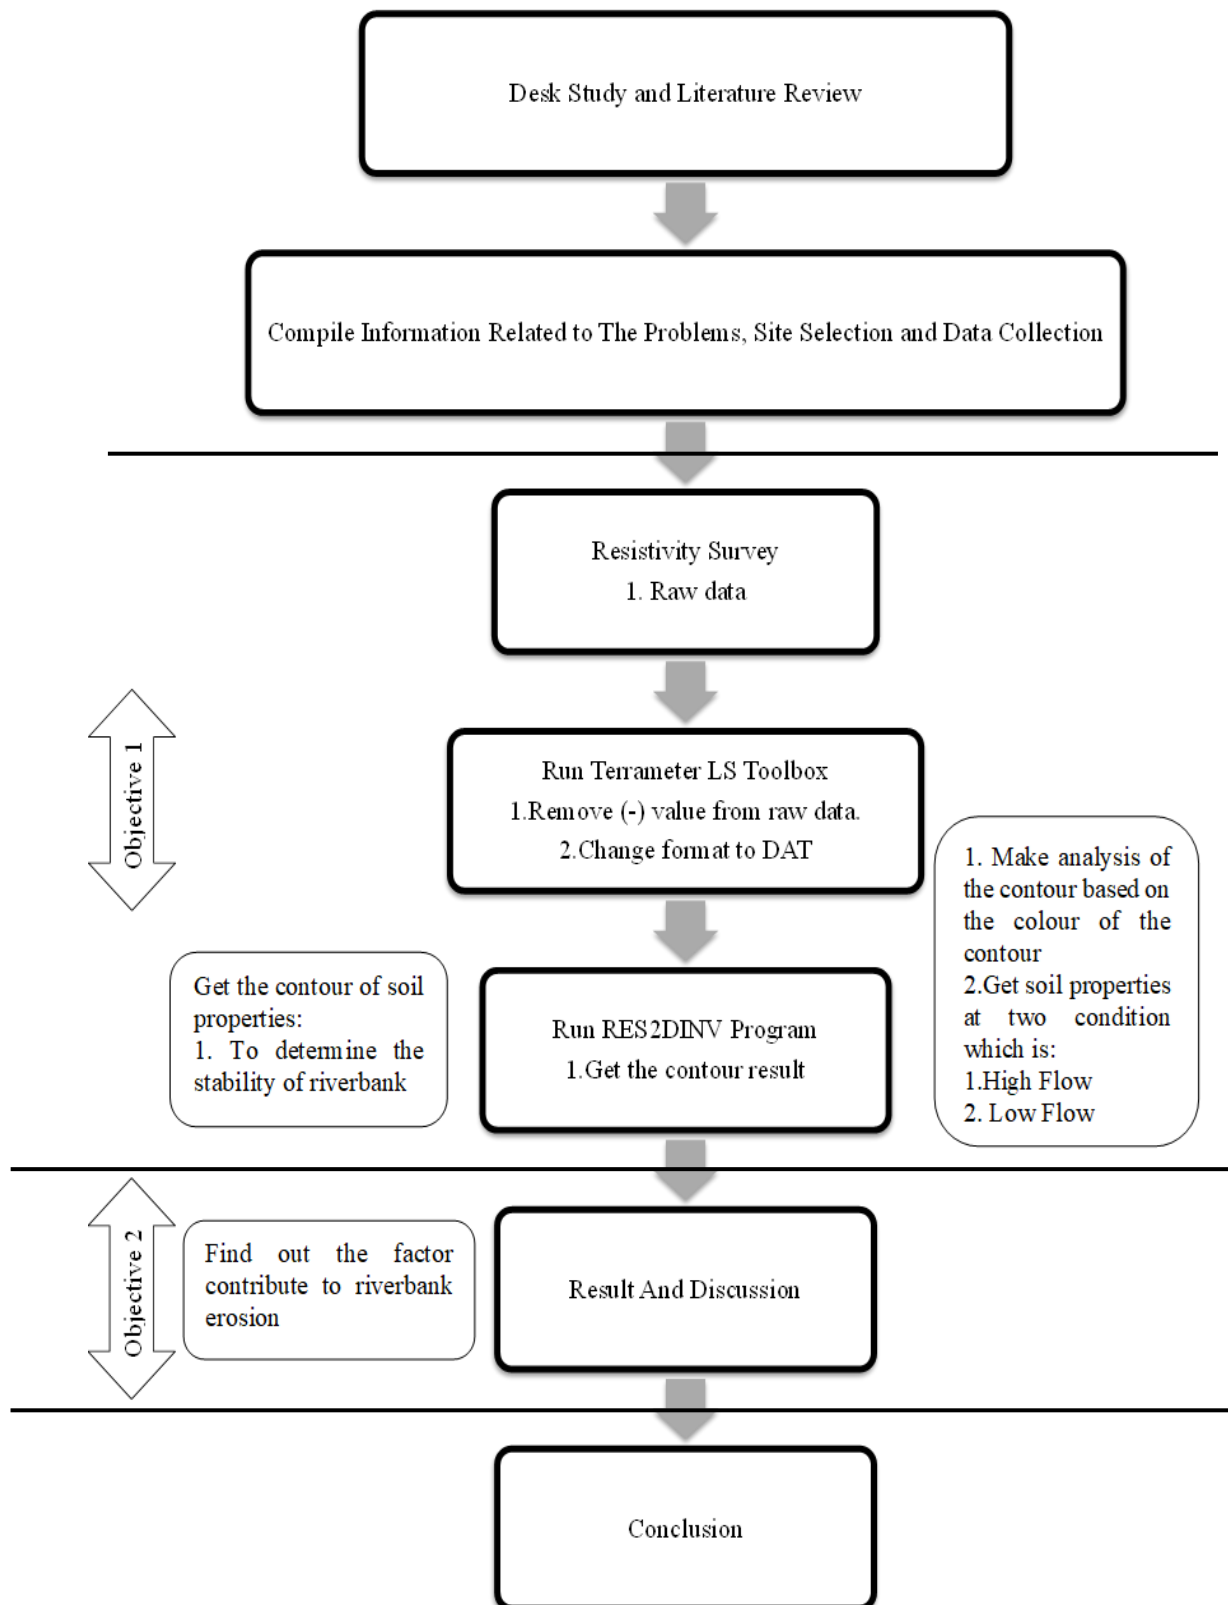 Desk Study and Literature Review
Compile Information Related to The Problems, Site Selection and Data Collection
Resistivity Survey
1. Raw data
Objective 1
Run Terrameter LS Toolbox
1.Remove (-) value from raw data.
2.Change format to DAT
1. Make analysis of
the contour based on
the colour of the
contour
2.Get soil properties
at two condition
which is:
1.High Flow
2. Low Flow
Get the contour of soil
properties:
1. To determine the
stability of riverbank
Run RES2DINV Program
1.Get the contour result
Objective 2
Find out the factor
contribute to riverbank
erosion
Result And Discussion
Conclusion